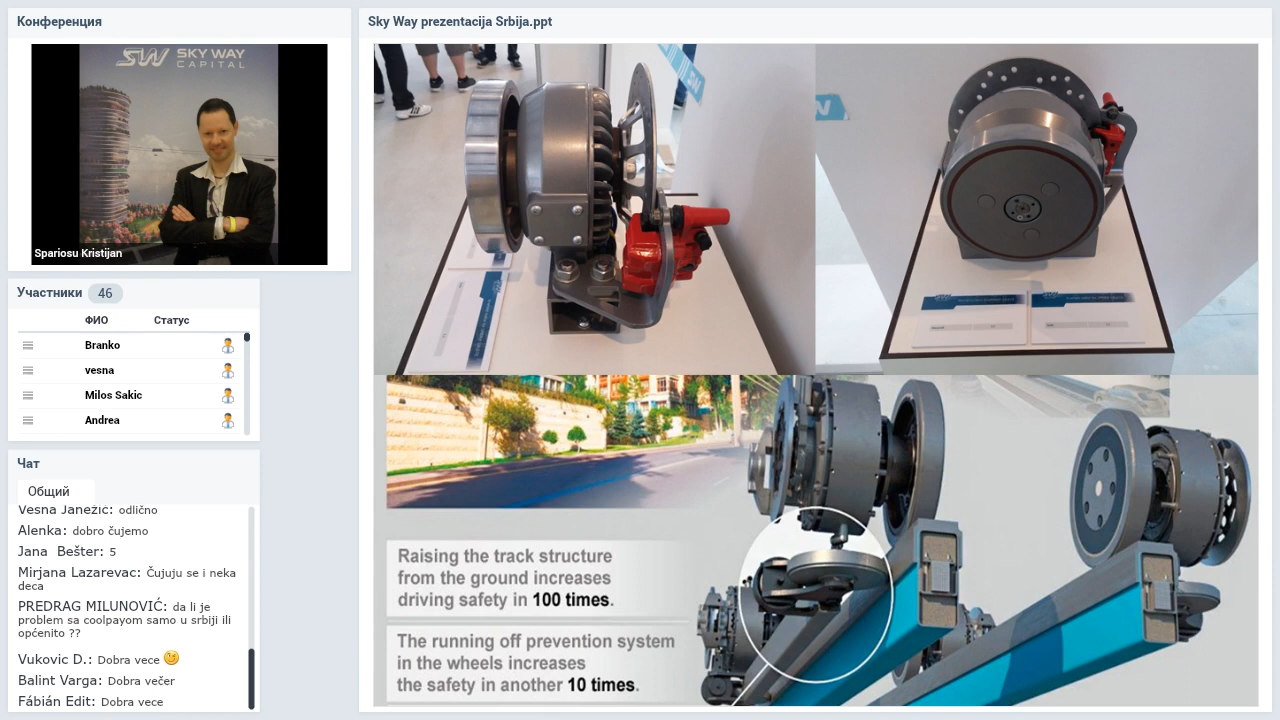 Конференция
SKY WAY
CAPITAL
Spariosu Kristijan
Участники 46
ФИО Статус
Branko
vesna
Milos Sakic
Andrea
Чат
Общий
Vesna Janežic: odlično
Alenka: dobro čujemo
Jana Bešter: 5
Mirjana Lazarevac: Čujuju se i neka
deca
PREDRAG MILUNOVIĆ: da li je
problem sa coolpayom samo u srbiji ili
općenito ??
Vukovic D.: Dobra vece
Balint Varga: Dobra večer
Fábián Edit: Dobra vece
Sky Way prezentacija Srbija.ppt
Raising the track structure
from the ground increases
driving safety in 100 times.
The running off prevention system
in the wheels increases
the safety in another 10 times.